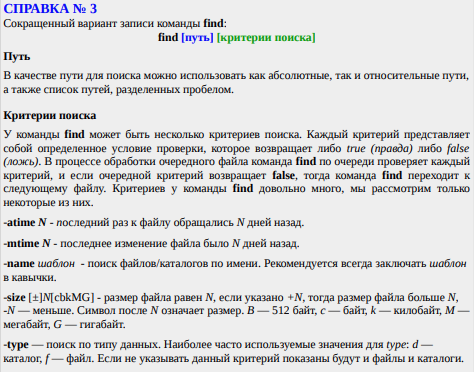 СПРАВКА № 3
Сокращенный вариант записи команды find:
find [путь] [критерии поиска]
Путь
В качестве пути для поиска можно использовать как абсолютные, так и относительные пути,
а также список путей, разделенных пробелом.
Критерии поиска
У команды find может быть несколько критериев поиска. Каждый критерий представляет
собой определенное условие проверки, которое возвращает либо true (правда) либо false
(ложь). В процессе обработки очередного файла команда find по очереди проверяет каждый
критерий, и если очередной критерий возвращает false, тогда команда find переходит к
следующему файлу. Критериев у команды find довольно много, мы рассмотрим только
некоторые из них.
-atime N - последний раз к файлу обращались N дней назад.
-mtime N - последнее изменение файла было N дней назад.
-name шаблон - поиск файлов/каталогов по имени. Рекомендуется всегда заключать шаблон
в кавычки.
-size [±]N[cbkMG] - размер файла равен N, если указано +N, тогда размер файла больше N,
-N — меньше. Символ после N означает размер. B — 512 байт, c — байт, k — килобайт, M —
мегабайт, G — гигабайт.
-type — поиск по типу данных. Наиболее часто используемые значения для type: d —
каталог, f — файл. Если не указывать данный критерий показаны будут и файлы и каталоги.